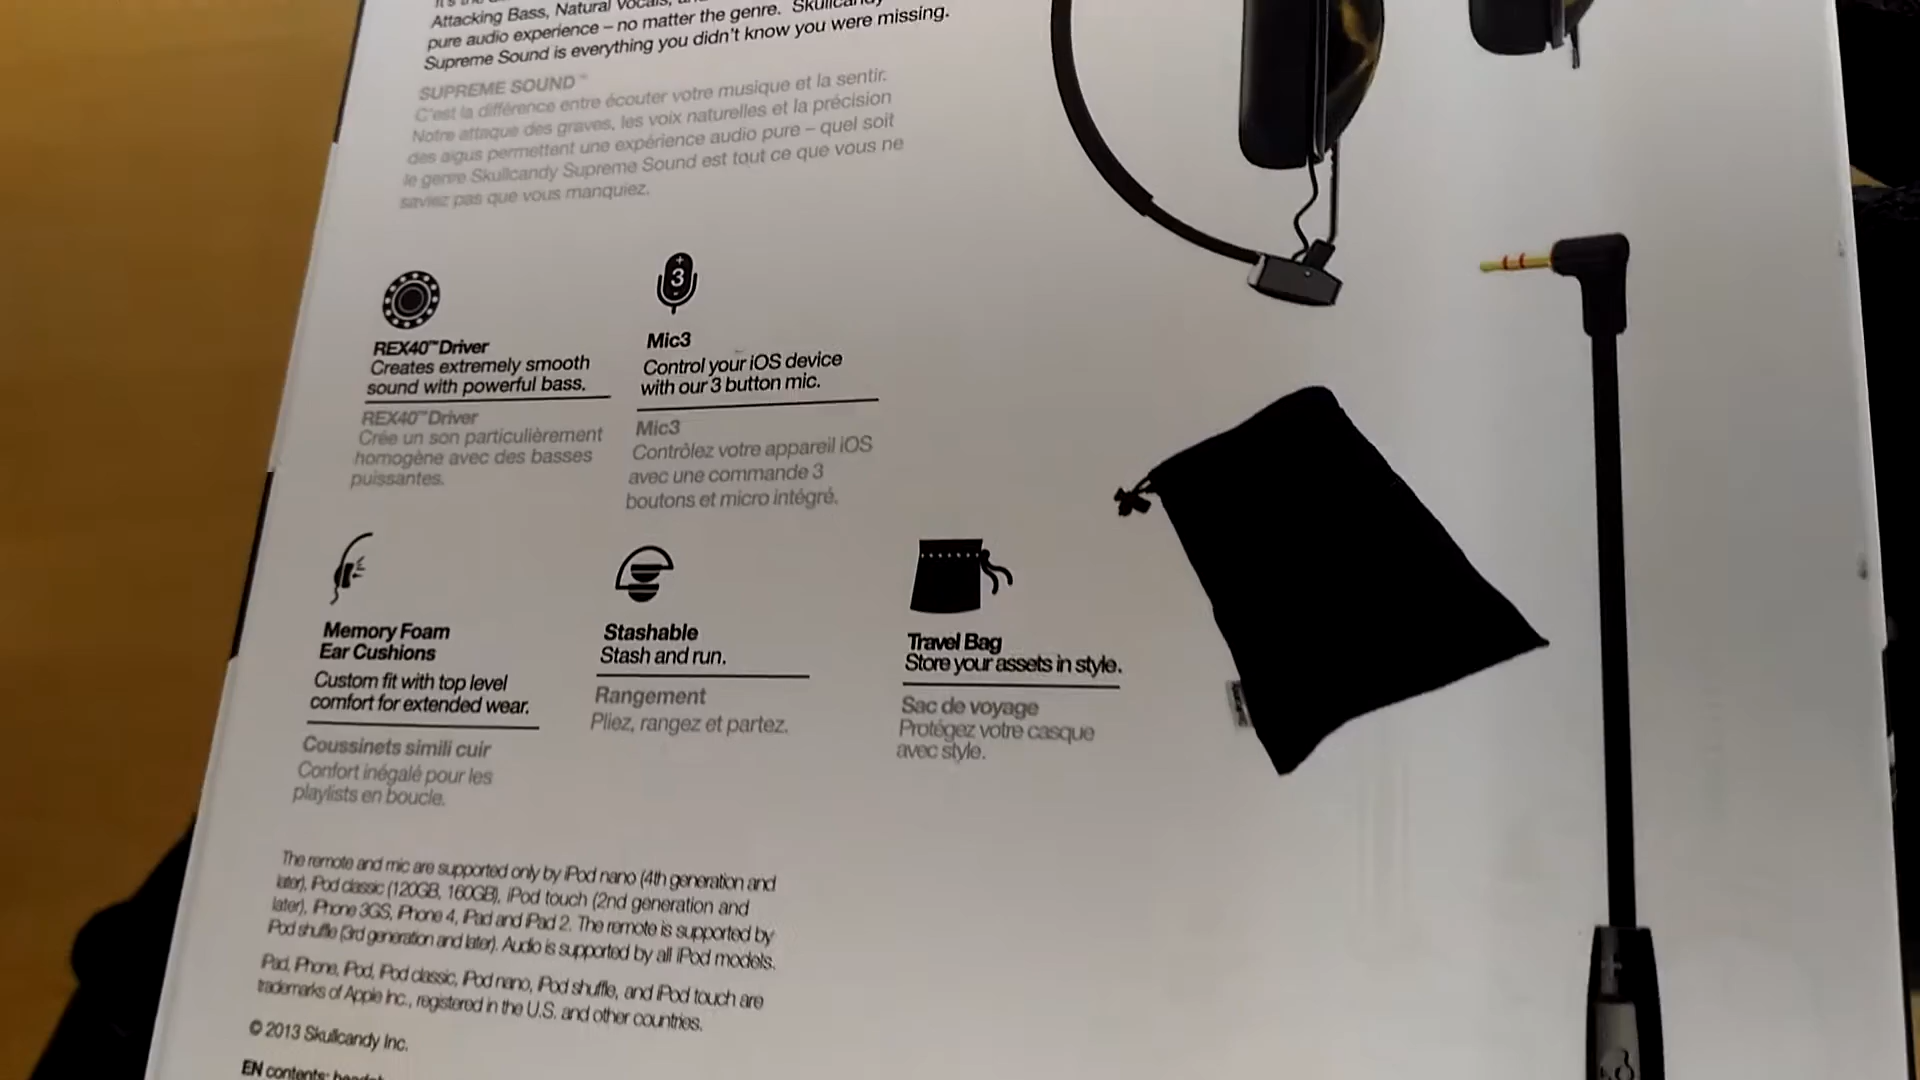 Attacking Bass, Natural Vocals,
pure audio experience – no matter the genre. Skullcandy
Supreme Sound is everything you didn't know you were missing.
SUPREME SOUND™
C'est la différence entre écouter votre musique et la sentir.
Notre attaque des graves, les voix naturelles et la précision
des aigus permettent une expérience audio pure – quel soit
le genre Skullcandy Supreme Sound est tout ce que vous ne
saviez pas que vous manquiez.
REX40™ Driver
Creates extremely smooth
sound with powerful bass.
REX40™ Driver
Crée un son particulièrement
homogène avec des basses
puissantes.
+
3
-
Mic3
Control your iOS device
with our 3 button mic.
Mic3
Contrôlez votre appareil iOS
avec une commande 3
boutons et micro intégré.
Memory Foam
Ear Cushions
Custom fit with top level
comfort for extended wear.
Coussinets simili cuir
Confort inégalé pour les
playlists en boucle.
Stashable
Stash and run.
Rangement
Pliez, rangez et partez.
Travel Bag
Store your assets in style.
Sac de voyage
Protégez votre casque
avec style.
The remote and mic are supported only by iPod nano (4th generation and
later), iPod classic (120GB, 160GB), iPod touch (2nd generation and
later), iPhone 3GS, iPhone 4, iPad and iPad 2. The remote is supported by
iPod shuffle (3rd generation and later). Audio is supported by all iPod models.
iPad, iPhone, iPod, iPod classic, iPod nano, iPod shuffle, and iPod touch are
trademarks of Apple Inc., registered in the U.S. and other countries.
© 2013 Skullcandy Inc.
EN contents: